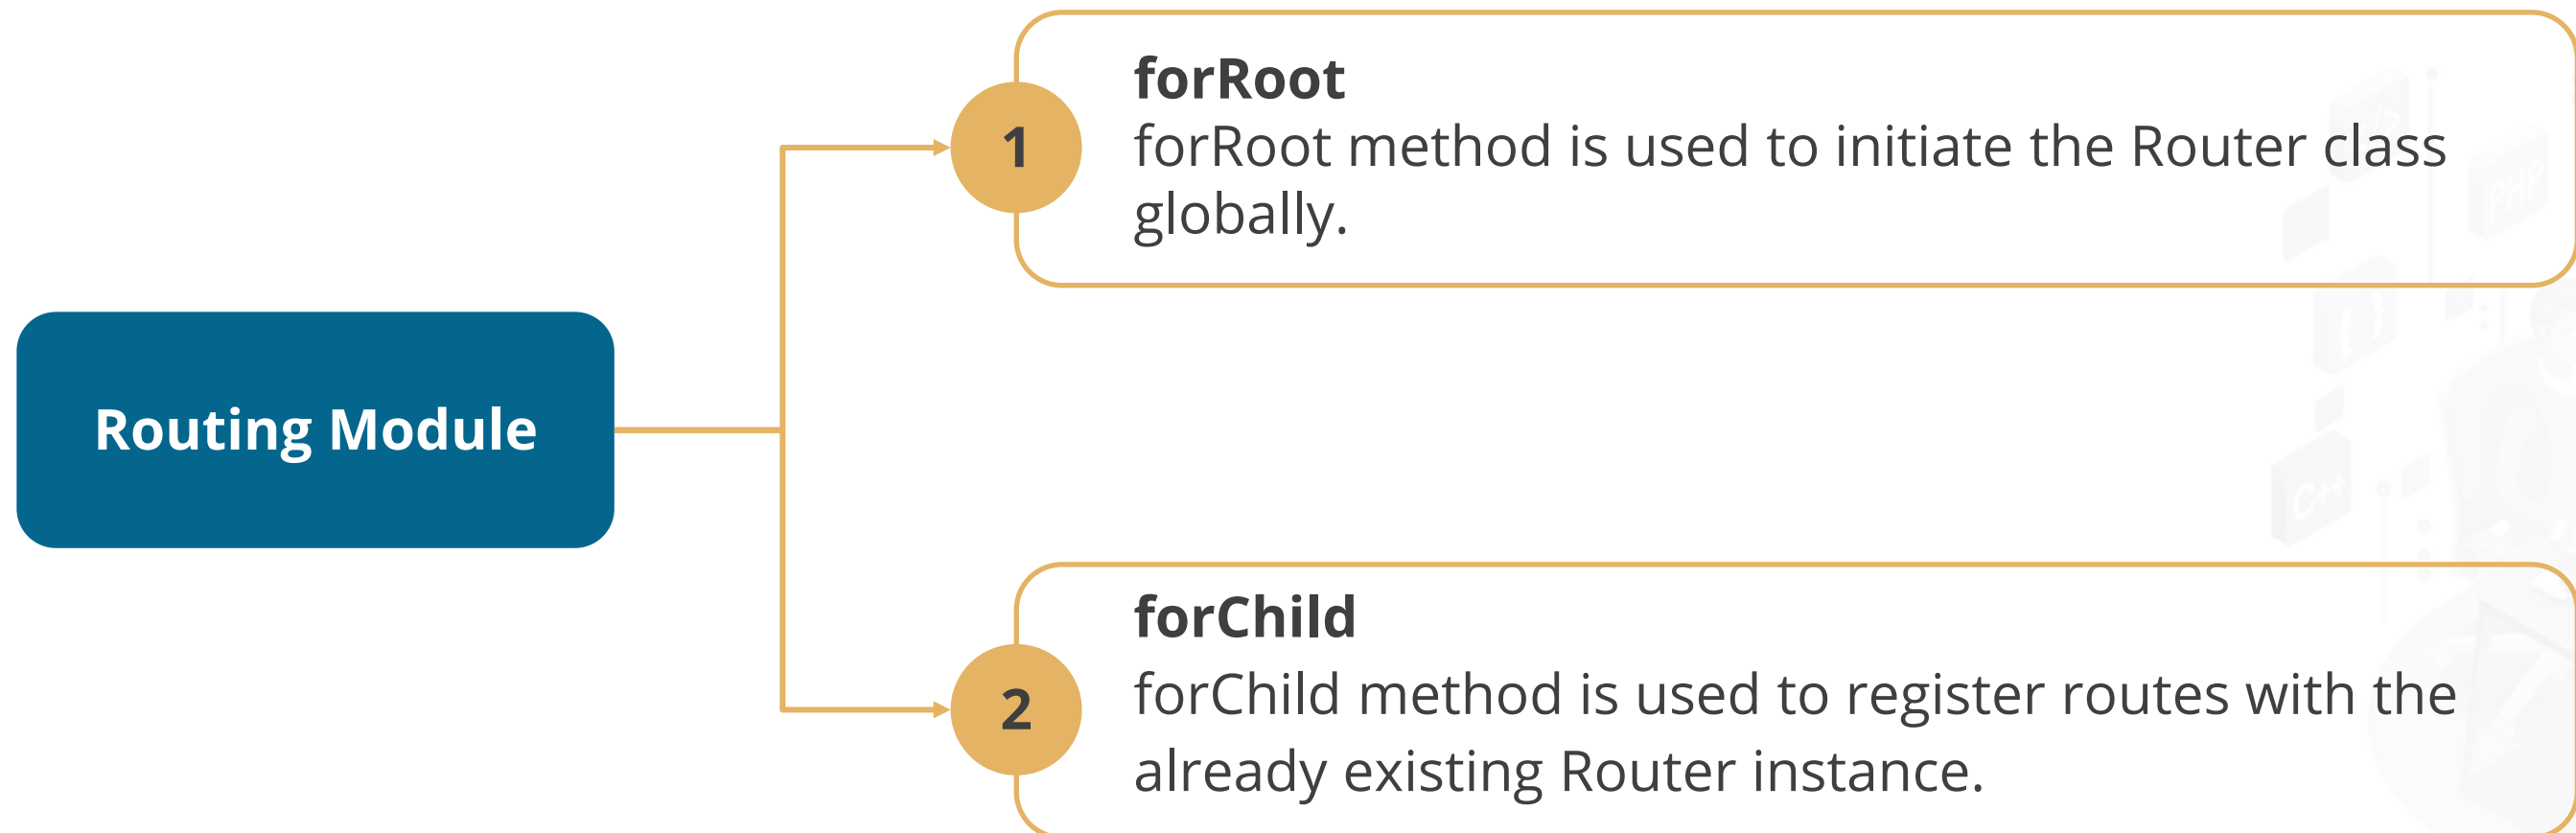 Routing Module
1
forRoot
forRoot method is used to initiate the Router class
globally.
2
forChild
forChild method is used to register routes with the
already existing Router instance.
</>
PHP
{ }
C++